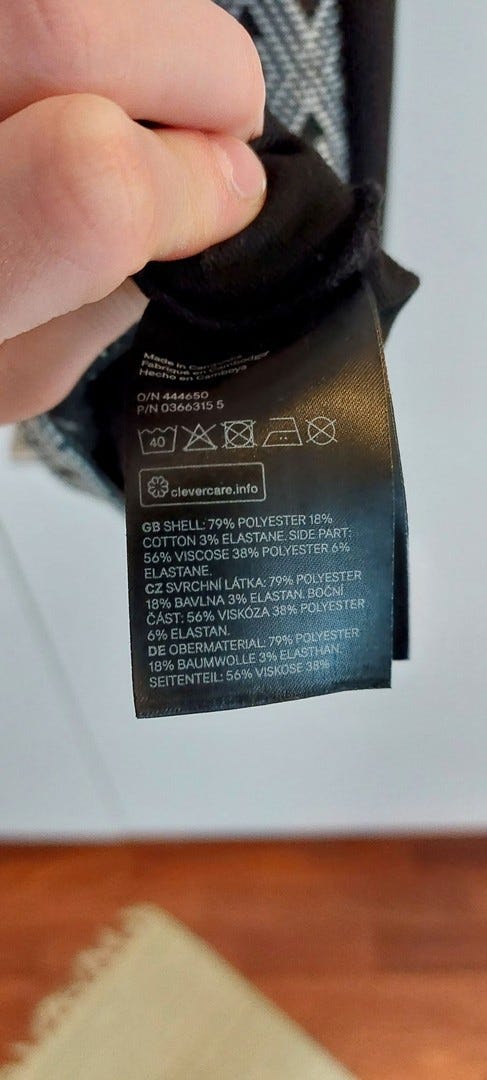 Made in Cambodia
Fabriqué en Cambodge
Hecho en Camboya
O/N 444650
P/N 0366315 5
40
clevercare.info
GB SHELL: 79% POLYESTER 18%
COTTON 3% ELASTANE. SIDE PART:
56% VISCOSE 38% POLYESTER 6%
ELASTANE.
CZ SVRCHNÍ LÁTKA: 79% POLYESTER
18% BAVLNA 3% ELASTAN. BOČNÍ
ČÁST: 56% VISKÓZA 38% POLYESTER
6% ELASTAN.
DE OBERMATERIAL: 79% POLYESTER
18% BAUMWOLLE 3% ELASTHAN.
SEITENTEIL: 56% VISKOSE 38%